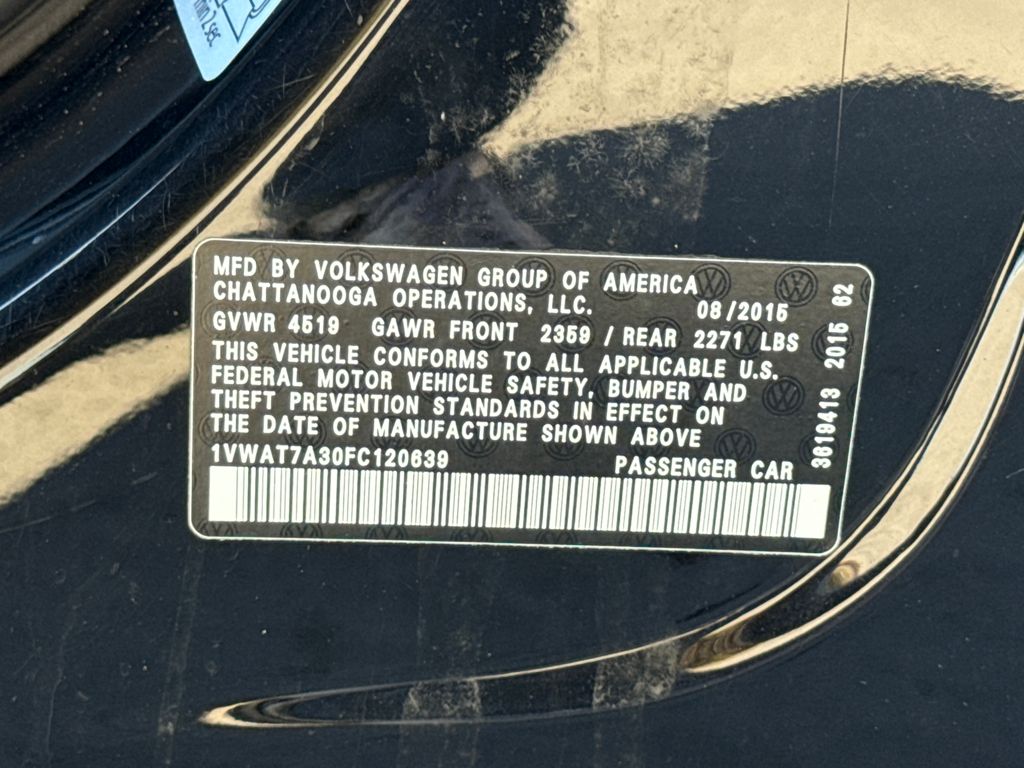 min2 sec
MFD BY VOLKSWAGEN GROUP OF AMERICA
CHATTANOOGA OPERATIONS, LLC. 08/2015
GVWR 4519 GAWR FRONT 2359 / REAR 2271 LBS
THIS VEHICLE CONFORMS TO ALL APPLICABLE U.S.
FEDERAL MOTOR VEHICLE SAFETY, BUMPER AND
THEFT PREVENTION STANDARDS IN EFFECT ON
THE DATE OF MANUFACTURE SHOWN ABOVE
1VWAT7A30FC120639 PASSENGER CAR
3619413 2015 62